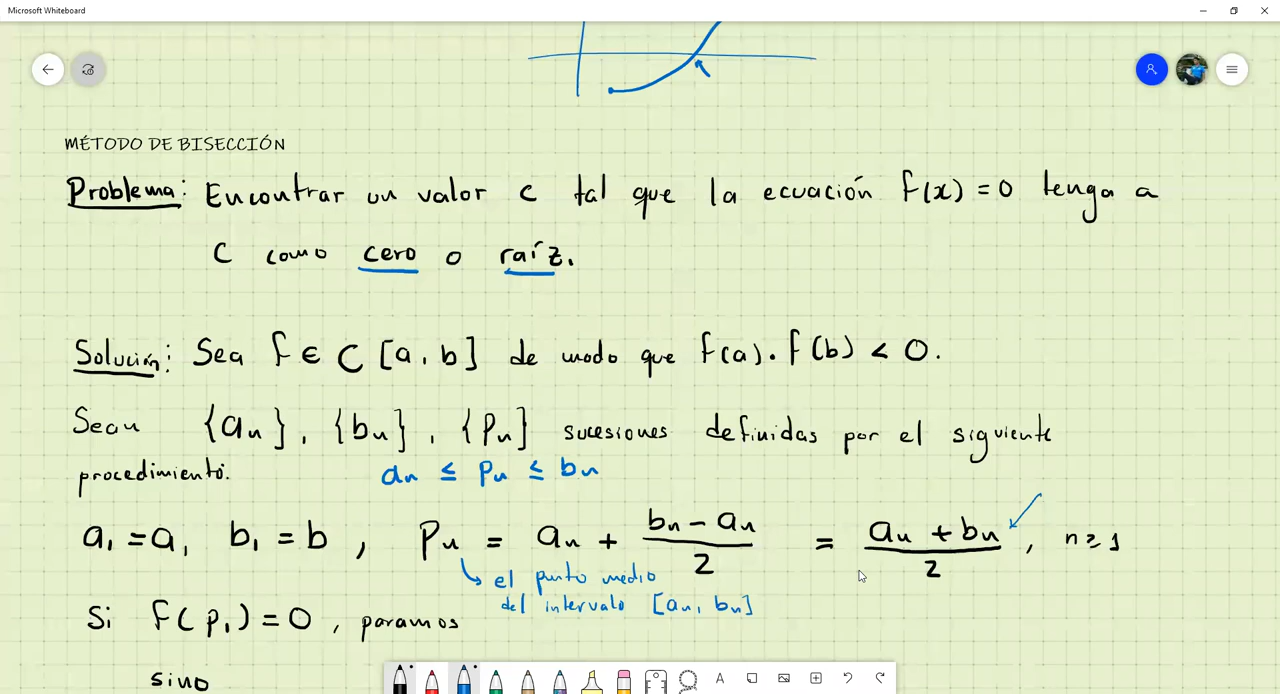 Microsoft Whiteboard
MÉTODO DE BISECCIÓN
Problema: Encontrar un valor c tal que la ecuación f(x) = 0 tenga a
C como cero o raíz.
Solución: Sea f ∈ C [a, b] de modo que f(a) . f(b) < 0.
Sean {an}, {bn}, {Pn} sucesiones definidas por el siguiente
procedimiento.
an ≤ Pn ≤ bn
a1 = a, b1 = b, Pn = an + (bn - an)/2 = (an + bn)/2, n ≥ 1
el punto medio
del intervalo [an, bn]
Si f(p1) = 0, paramos
sino